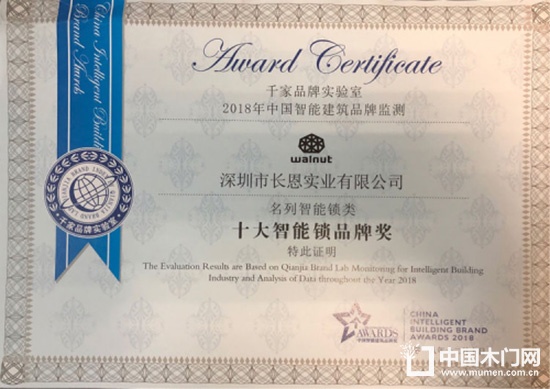 China Intelligent Building
Brand Awards
Award Certificate
千家品牌实验室
2018年中国智能建筑品牌监测
walnut
深圳市长恩实业有限公司
名列智能锁类
十大智能锁品牌奖
特此证明
The Evaluation Results are Based on Qianjia Brand Lab Monitoring for Intelligent Building
Industry and Analysis of Data throughout the Year 2018
QIANJIA BRAND INDEX
千家品牌实验室
AWARDS
CHINA
INTELLIGENT
BUILDING BRAND
AWARDS 2018
中国木门网
www.mumen.com.cn